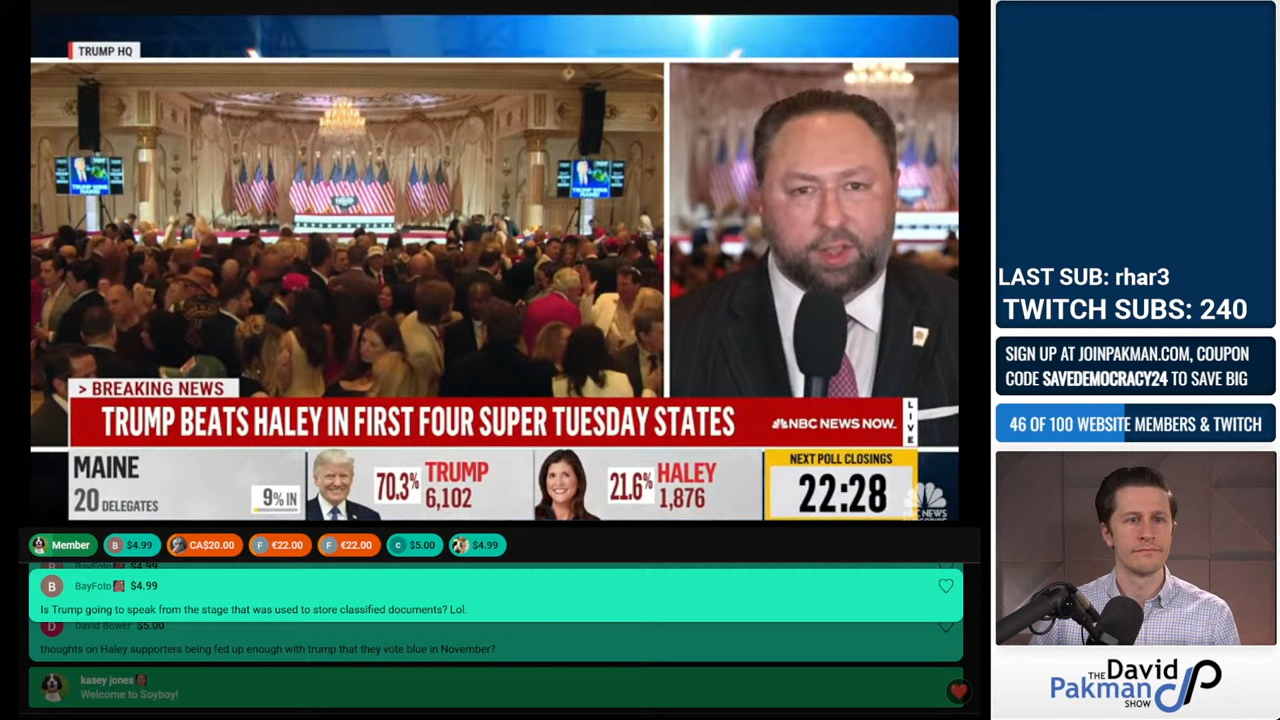 TRUMP HQ
> BREAKING NEWS
TRUMP BEATS HALEY IN FIRST FOUR SUPER TUESDAY STATES
NBC NEWS NOW.
LIVE
MAINE
20 DELEGATES
9% IN
70.3%
TRUMP
6,102
21.6%
HALEY
1,876
NEXT POLL CLOSINGS
22:28
NBC NEWS
LAST SUB: rhar3
TWITCH SUBS: 240
SIGN UP AT JOINPAKMAN.COM, COUPON
CODE SAVEDEMOCRACY24 TO SAVE BIG
46 OF 100 WEBSITE MEMBERS & TWITCH
Member
B $4.99
CA$20.00
F €22.00
F €22.00
c $5.00
$4.99
BayFoto $4.99
B BayFoto $4.99
Is Trump going to speak from the stage that was used to store classified documents? Lol.
D David Bower $5.00
thoughts on Haley supporters being fed up enough with trump that they vote blue in November?
kasey jones
Welcome to Soyboy!
THE David
Pakman
SHOW